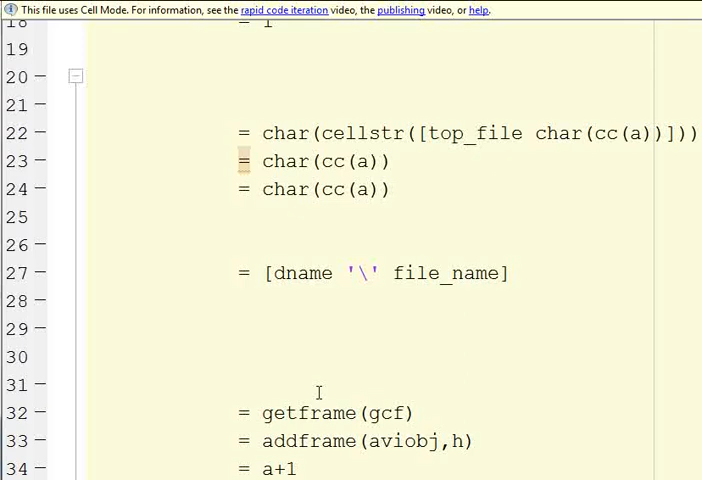 This file uses Cell Mode. For information, see the rapid code iteration video, the publishing video, or help.
18 = 1
19
20
21
22 = char(cellstr([top_file char(cc(a))]))
23 = char(cc(a))
24 = char(cc(a))
25
26
27 = [dname '\' file_name]
28
29
30
31
32 = getframe(gcf)
33 = addframe(aviobj,h)
34 = a+1